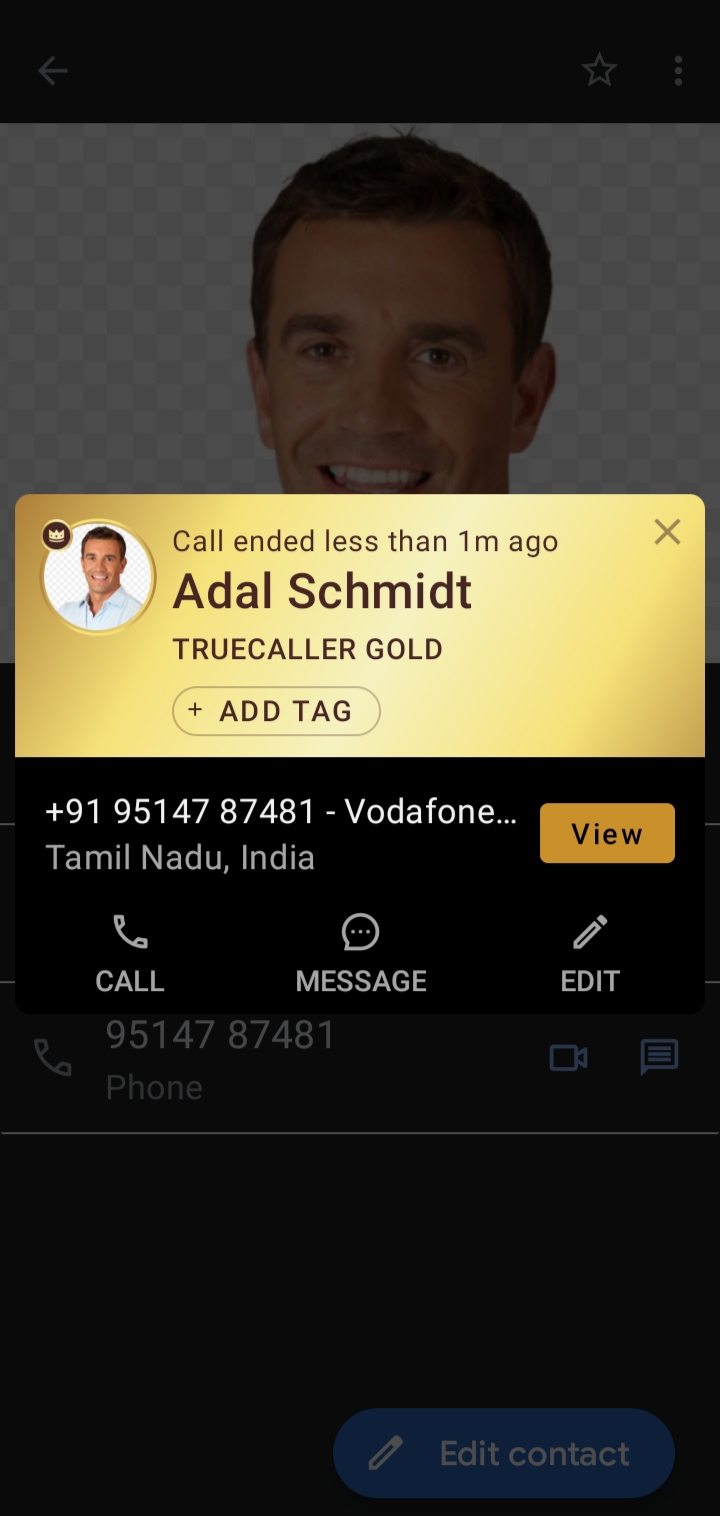 Call ended less than 1m ago
Adal Schmidt
TRUECALLER GOLD
+ ADD TAG
+91 95147 87481 - Vodafone...
Tamil Nadu, India
View
CALL
MESSAGE
EDIT
95147 87481
Phone
Edit contact